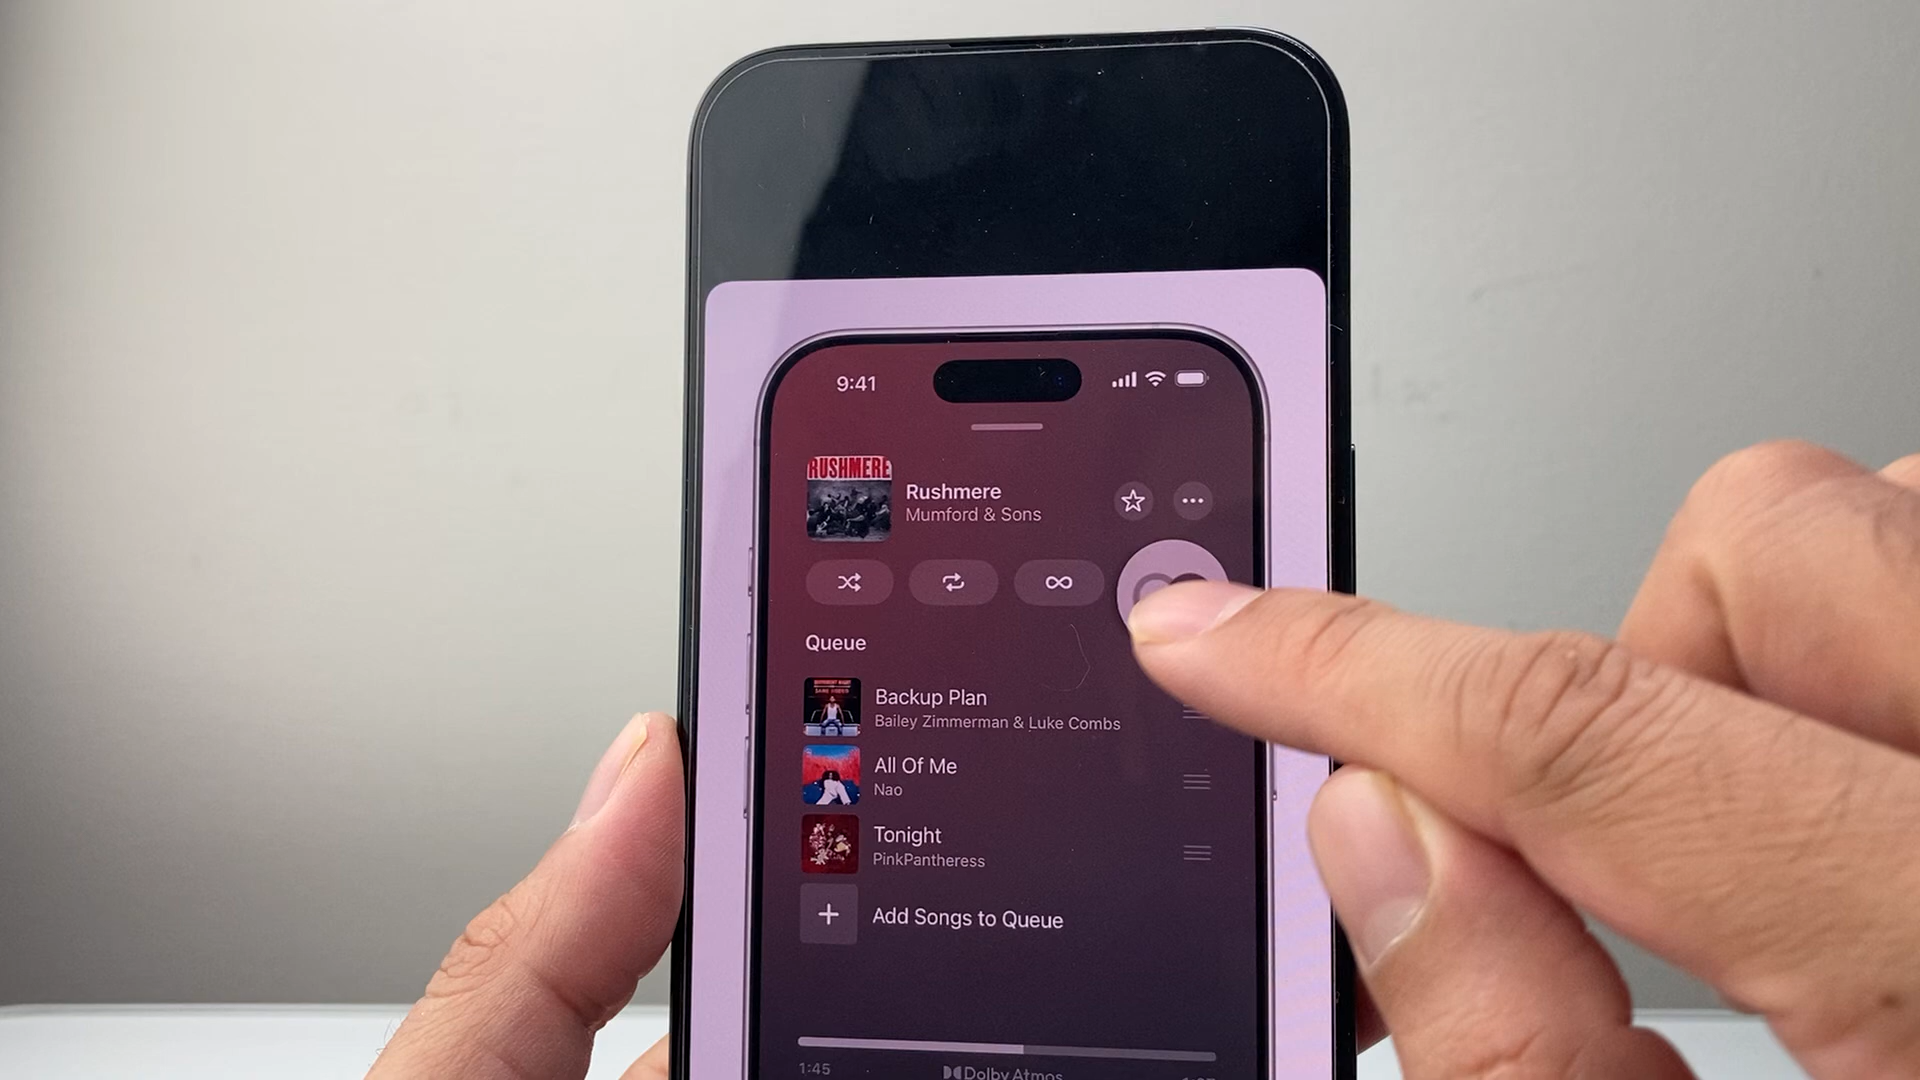 9:41
RUSHMERE
Rushmere
Mumford & Sons
Queue
Backup Plan
Bailey Zimmerman & Luke Combs
All Of Me
Nao
Tonight
PinkPantheress
Add Songs to Queue
1:45
Dolby Atmos